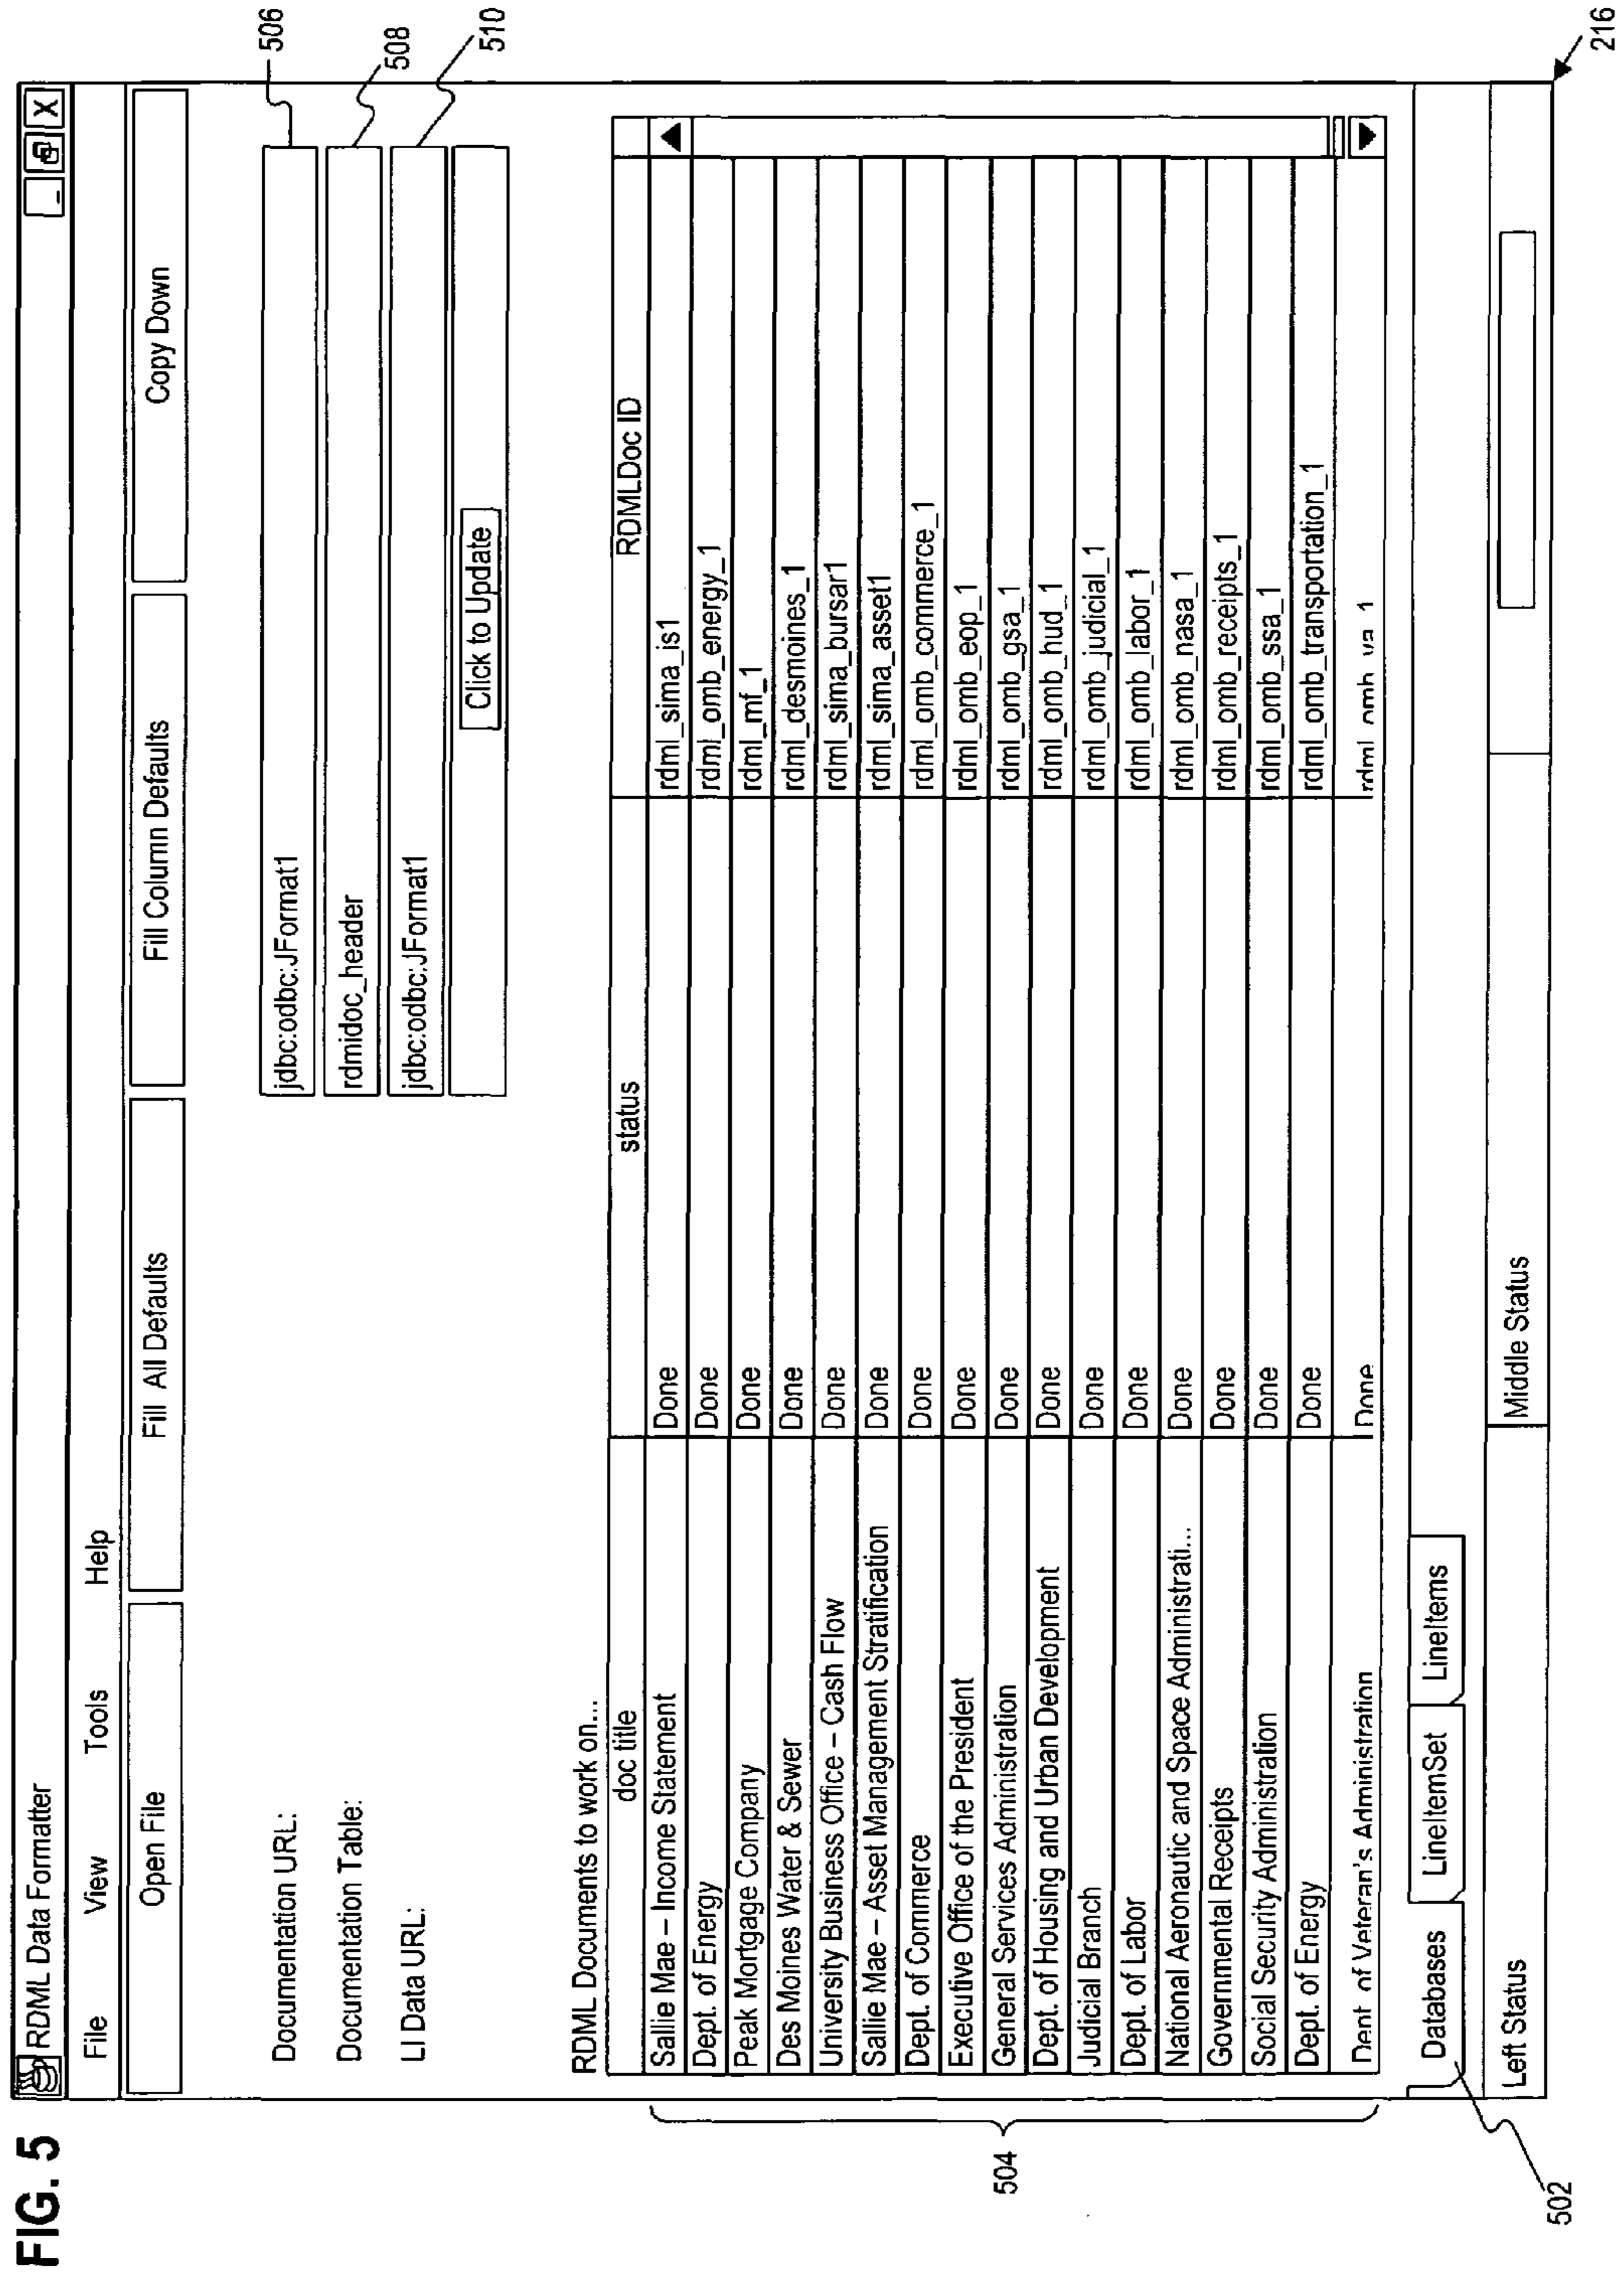 FIG. 5
RDML Data Formatter
File View Tools Help
Open File Fill All Defaults Fill Column Defaults Copy Down
Documentation URL: jdbc:odbc:JFormat1 506
Documentation Table: rdmidoc_header 508
LI Data URL: jdbc:odbc:JFormat1 510
Click to Update
RDML Documents to work on...
doc title status RDMLDoc ID
Sallie Mae – Income Statement Done rdml_sima_is1
Dept. of Energy Done rdml_omb_energy_1
Peak Mortgage Company Done rdml_mf_1
Des Moines Water & Sewer Done rdml_desmoines_1
University Business Office – Cash Flow Done rdml_sima_bursar1
Sallie Mae – Asset Management Stratification Done rdml_sima_asset1
Dept. of Commerce Done rdml_omb_commerce_1
Executive Office of the President Done rdml_omb_eop_1
General Services Administration Done rdml_omb_gsa_1
Dept. of Housing and Urban Development Done rdml_omb_hud_1
Judicial Branch Done rdml_omb_judicial_1
Dept. of Labor Done rdml_omb_labor_1
National Aeronautic and Space Administrati... Done rdml_omb_nasa_1
Governmental Receipts Done rdml_omb_receipts_1
Social Security Administration Done rdml_omb_ssa_1
Dept. of Energy Done rdml_omb_transportation_1
Dept. of Veteran's Administration Done rdml_omb_va_1
504
Databases LineItemSet LineItems
502
Left Status Middle Status
216